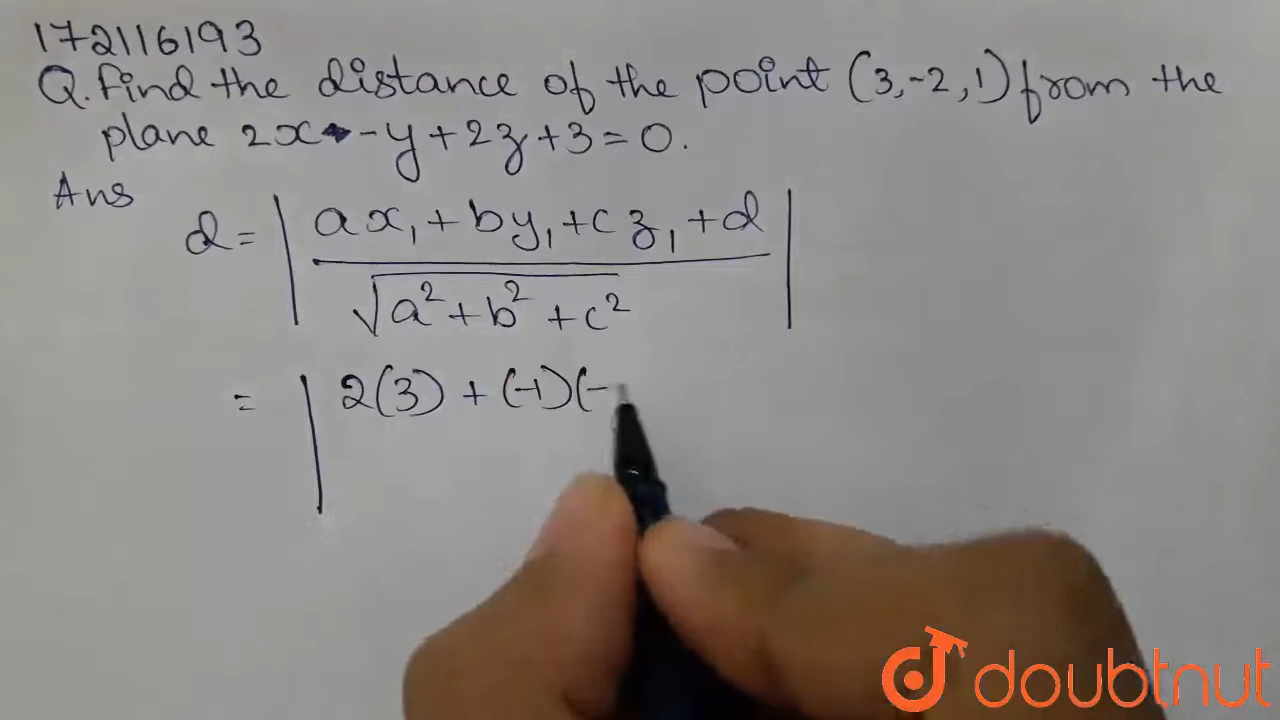 172116193
Q. Find the distance of the point (3,-2,1) from the
plane 2x - y + 2z + 3 = 0.
Ans
d = | ax₁ + by₁ + cz₁ + d |
√a² + b² + c²
= | 2(3) + (-1)(-
doubtnut